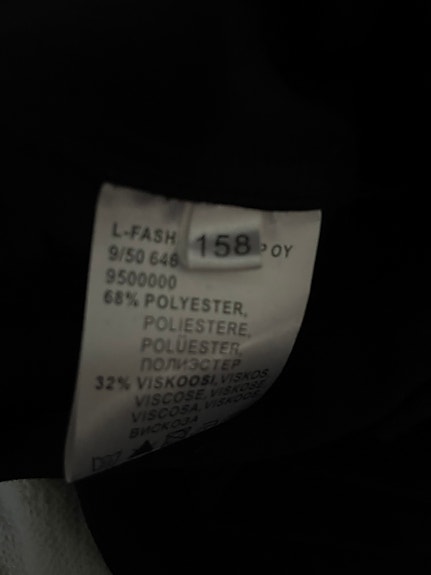 L-FASH 158 P OY
9/50 646
9500000
68% POLYESTER,
POLIESTERE,
POLÜESTER,
ПОЛИЭСТЕР
32% VISKOOSI, VISKOS
VISCOSE, VISKOSE,
VISCOSA, VISKOOS
ВИСКОЗА